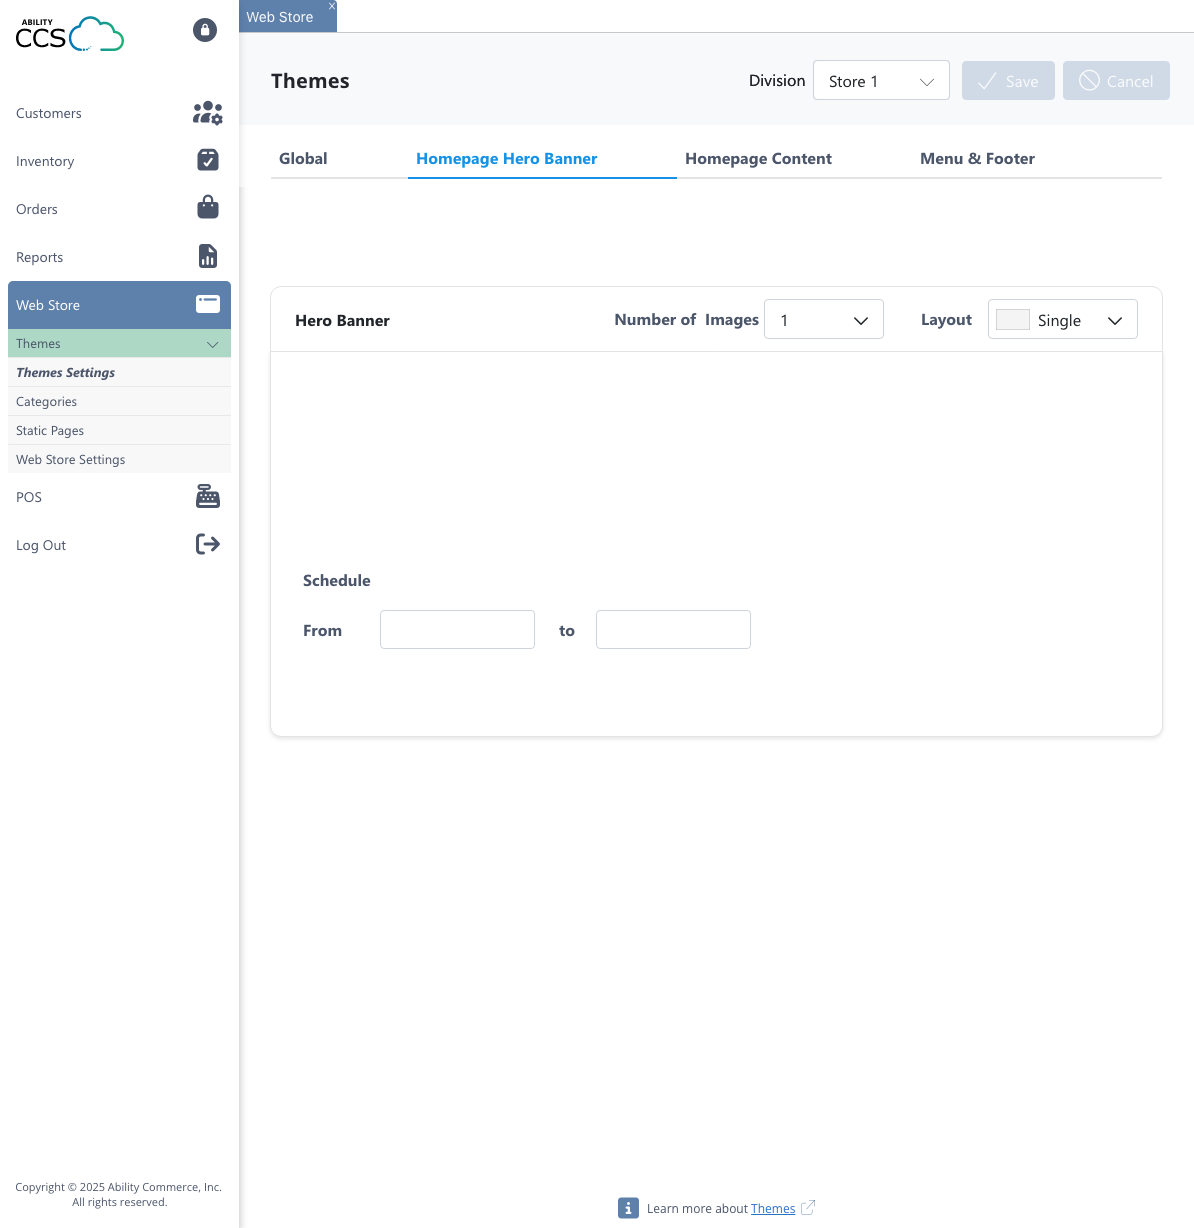 ABILITY
CCS
Web Store
x
Themes
Division
Store 1
Save
Cancel
Customers
Inventory
Orders
Reports
Web Store
Themes
Themes Settings
Categories
Static Pages
Web Store Settings
POS
Log Out
Global
Homepage Hero Banner
Homepage Content
Menu & Footer
Hero Banner
Number of Images
1
Layout
Single
Schedule
From
to
Copyright © 2025 Ability Commerce, Inc.
All rights reserved.
Learn more about Themes